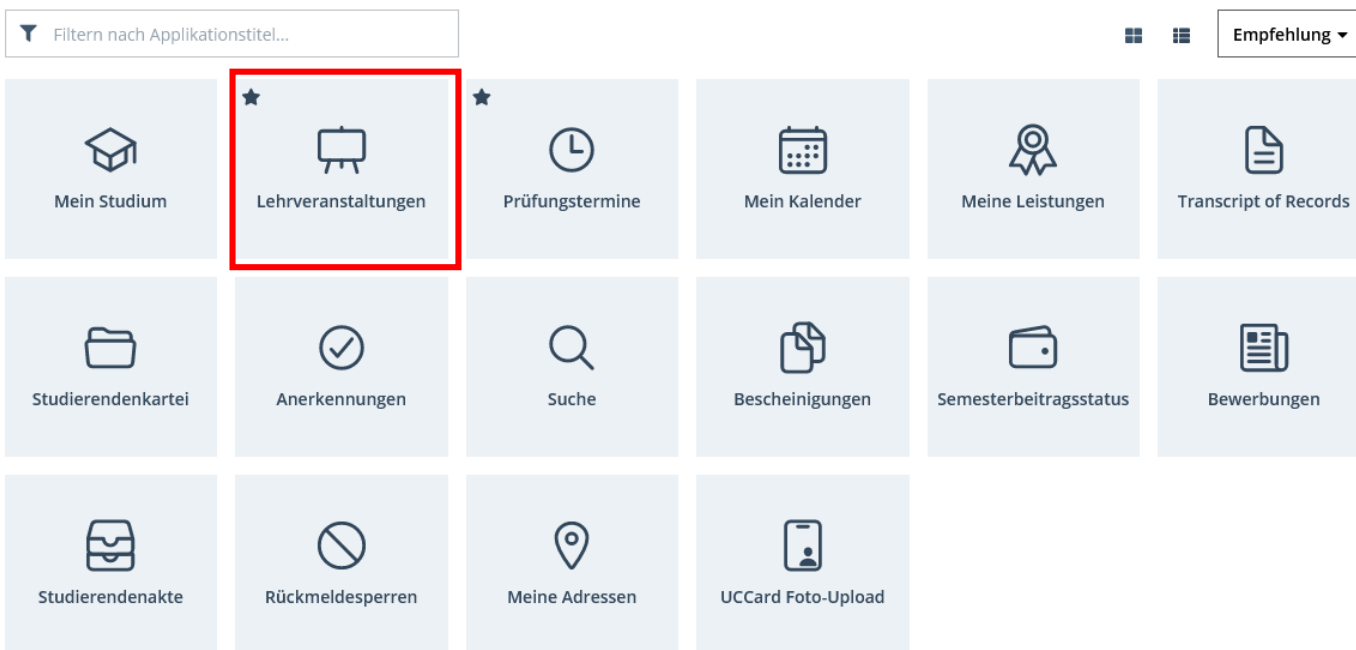 Filtern nach Applikationstitel...
Empfehlung
Mein Studium
Lehrveranstaltungen
Prüfungstermine
Mein Kalender
Meine Leistungen
Transcript of Records
Studierendenkartei
Anerkennungen
Suche
Bescheinigungen
Semesterbeitragsstatus
Bewerbungen
Studierendenakte
Rückmeldesperren
Meine Adressen
UCCard Foto-Upload